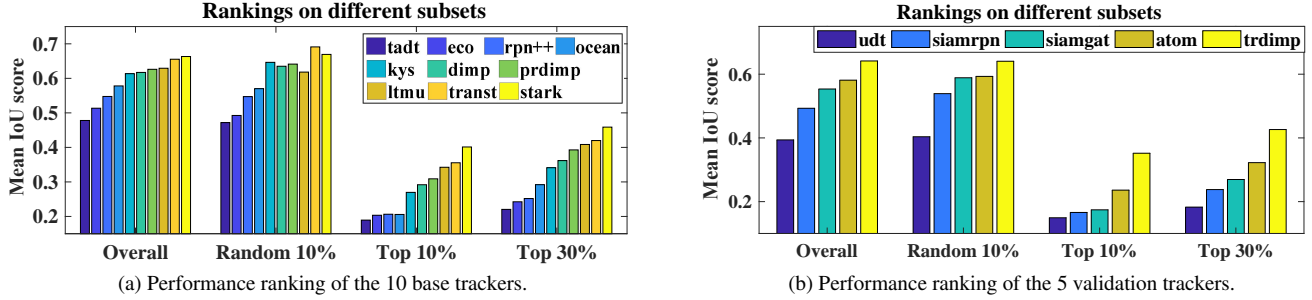 Rankings on different subsets
Mean IoU score
0.7
0.6
0.5
0.4
0.3
0.2
tadt eco rpn++ ocean
kys dimp prdimp
ltmu transt stark
Overall Random 10% Top 10% Top 30%
(a) Performance ranking of the 10 base trackers.
Rankings on different subsets
Mean IoU score
0.6
0.4
0.2
udt siamrpn siamgat atom trdimp
Overall Random 10% Top 10% Top 30%
(b) Performance ranking of the 5 validation trackers.